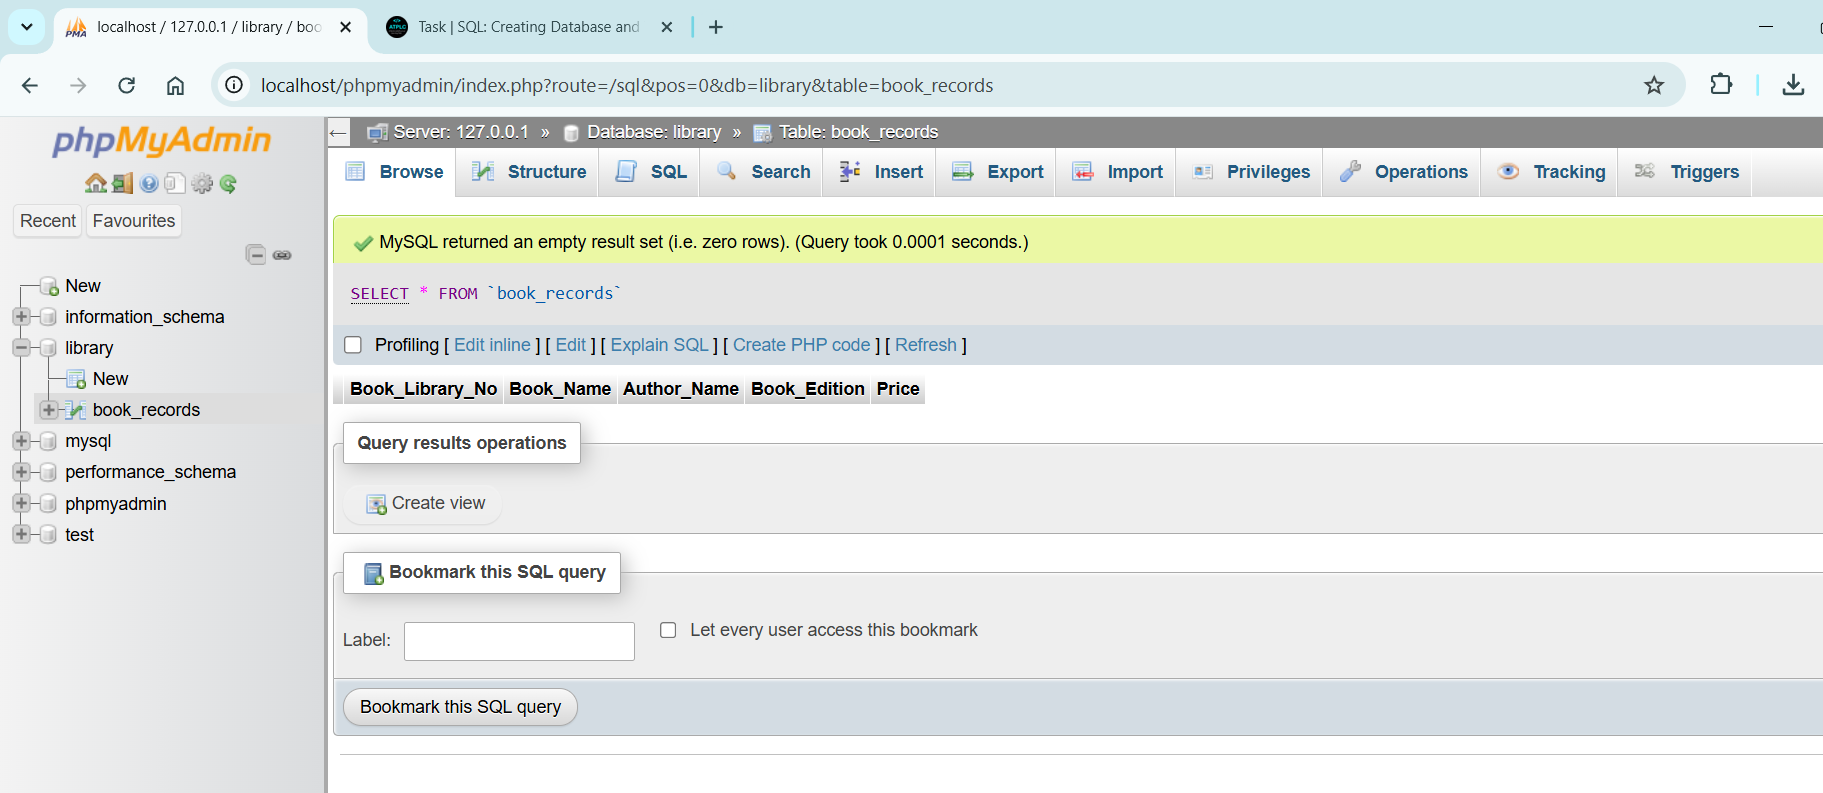 localhost / 127.0.0.1 / library / boo
Task | SQL: Creating Database and
localhost/phpmyadmin/index.php?route=/sql&pos=0&db=library&table=book_records
phpMyAdmin
Recent
Favourites
New
information_schema
library
New
book_records
mysql
performance_schema
phpmyadmin
test
Server: 127.0.0.1 » Database: library » Table: book_records
Browse Structure SQL Search Insert Export Import Privileges Operations Tracking Triggers
MySQL returned an empty result set (i.e. zero rows). (Query took 0.0001 seconds.)
SELECT * FROM `book_records`
Profiling [ Edit inline ] [ Edit ] [ Explain SQL ] [ Create PHP code ] [ Refresh ]
Book_Library_No Book_Name Author_Name Book_Edition Price
Query results operations
Create view
Bookmark this SQL query
Label:
Let every user access this bookmark
Bookmark this SQL query